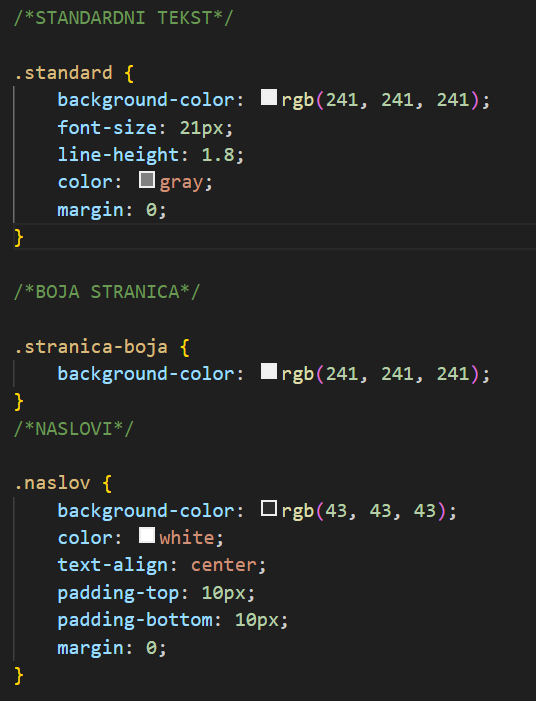 /*STANDARDNI TEKST*/
.standard {
    background-color: rgb(241, 241, 241);
    font-size: 21px;
    line-height: 1.8;
    color: gray;
    margin: 0;
}
/*BOJA STRANICA*/
.stranica-boja {
    background-color: rgb(241, 241, 241);
}
/*NASLOVI*/
.naslov {
    background-color: rgb(43, 43, 43);
    color: white;
    text-align: center;
    padding-top: 10px;
    padding-bottom: 10px;
    margin: 0;
}